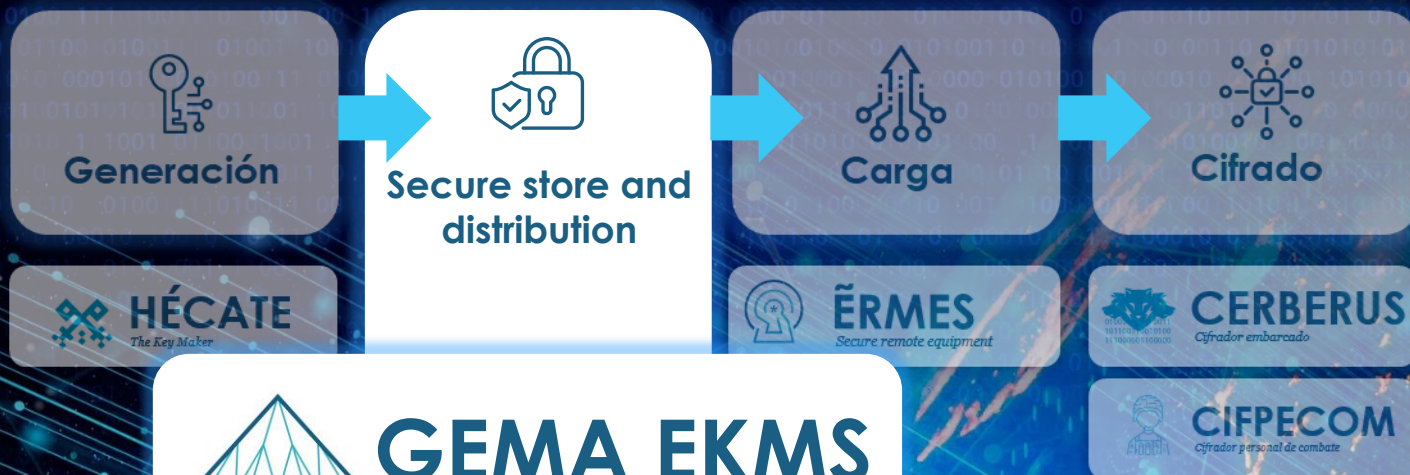 Generación
Secure store and
distribution
Carga
Cifrado
HÉCATE
The Key Maker
ẼRMES
Secure remote equipment
CERBERUS
Cifrador embarcado
CIFPECOM
Cifrador personal de combate
GEMA EKMS